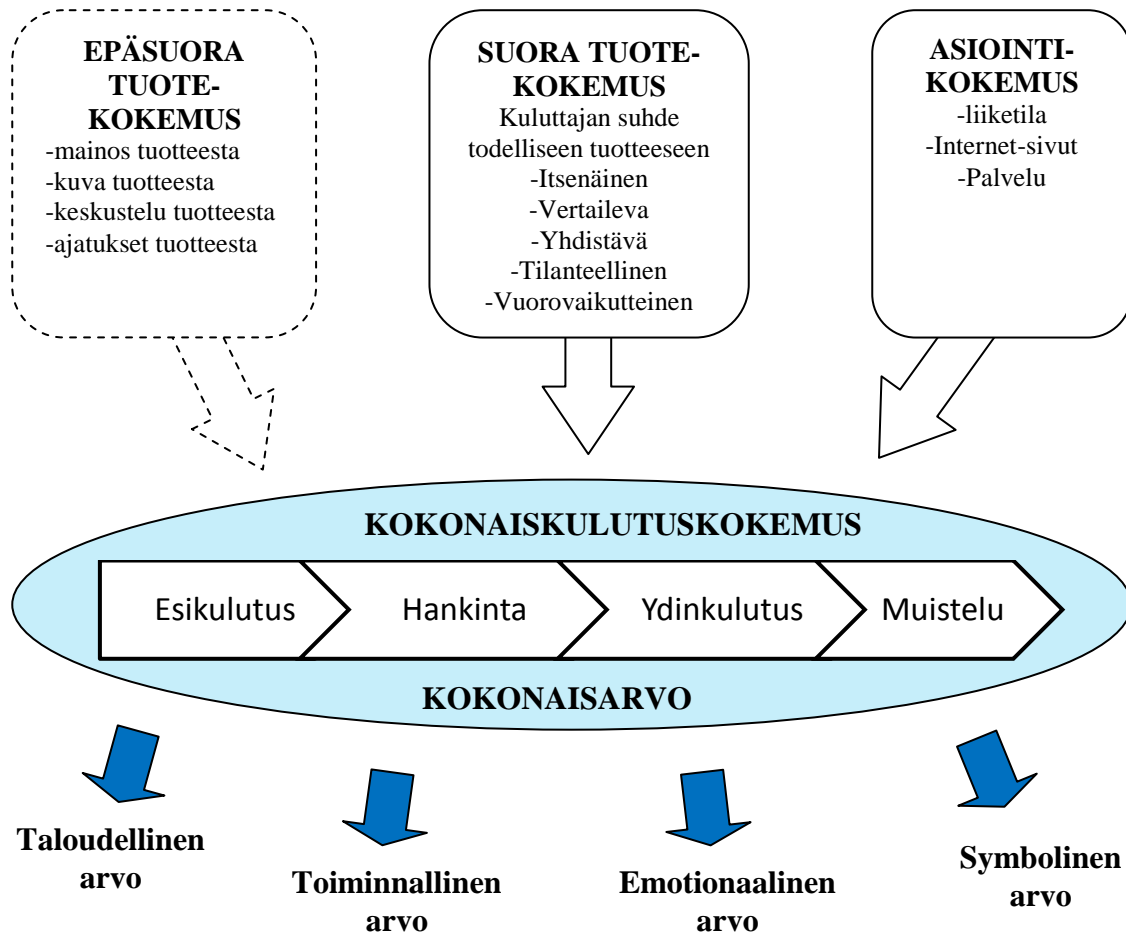 EPÄSUORA
TUOTE-
KOKEMUS
-mainos tuotteesta
-kuva tuotteesta
-keskustelu tuotteesta
-ajatukset tuotteesta
SUORA TUOTE-
KOKEMUS
Kuluttajan suhde
todelliseen tuotteeseen
-Itsenäinen
-Vertaileva
-Yhdistävä
-Tilanteellinen
-Vuorovaikutteinen
ASIOINTI-
KOKEMUS
-liiketila
-Internet-sivut
-Palvelu
KOKONAISKULUTUSKOKEMUS
Esikulutus
Hankinta
Ydinkulutus
Muistelu
KOKONAISARVO
Taloudellinen
arvo
Toiminnallinen
arvo
Emotionaalinen
arvo
Symbolinen
arvo